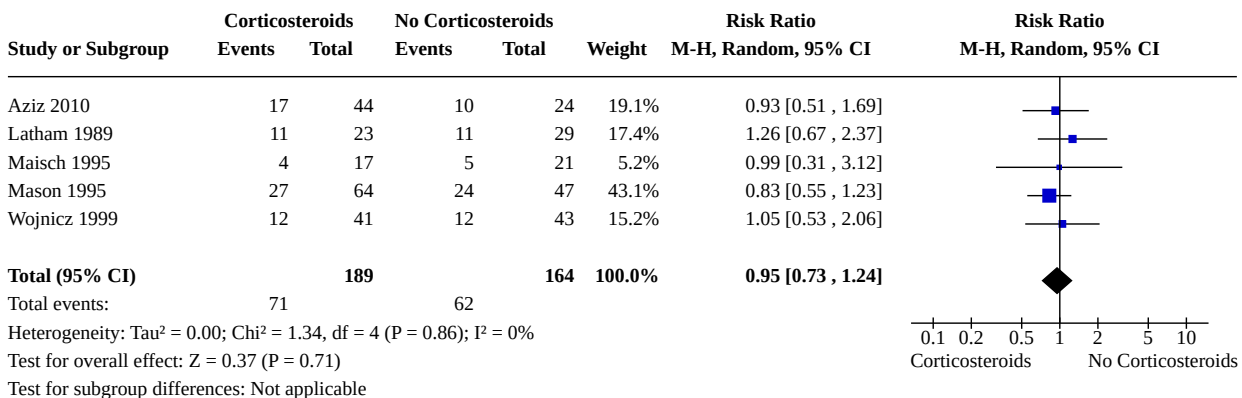 Corticosteroids No Corticosteroids Risk Ratio Risk Ratio
Study or Subgroup Events Total Events Total Weight M-H, Random, 95% CI M-H, Random, 95% CI
Aziz 2010 17 44 10 24 19.1% 0.93 [0.51 , 1.69]
Latham 1989 11 23 11 29 17.4% 1.26 [0.67 , 2.37]
Maisch 1995 4 17 5 21 5.2% 0.99 [0.31 , 3.12]
Mason 1995 27 64 24 47 43.1% 0.83 [0.55 , 1.23]
Wojnicz 1999 12 41 12 43 15.2% 1.05 [0.53 , 2.06]
Total (95% CI) 189 164 100.0% 0.95 [0.73 , 1.24]
Total events: 71 62
Heterogeneity: Tau² = 0.00; Chi² = 1.34, df = 4 (P = 0.86); I² = 0%
0.1 0.2 0.5 1 2 5 10
Test for overall effect: Z = 0.37 (P = 0.71)
Corticosteroids No Corticosteroids
Test for subgroup differences: Not applicable